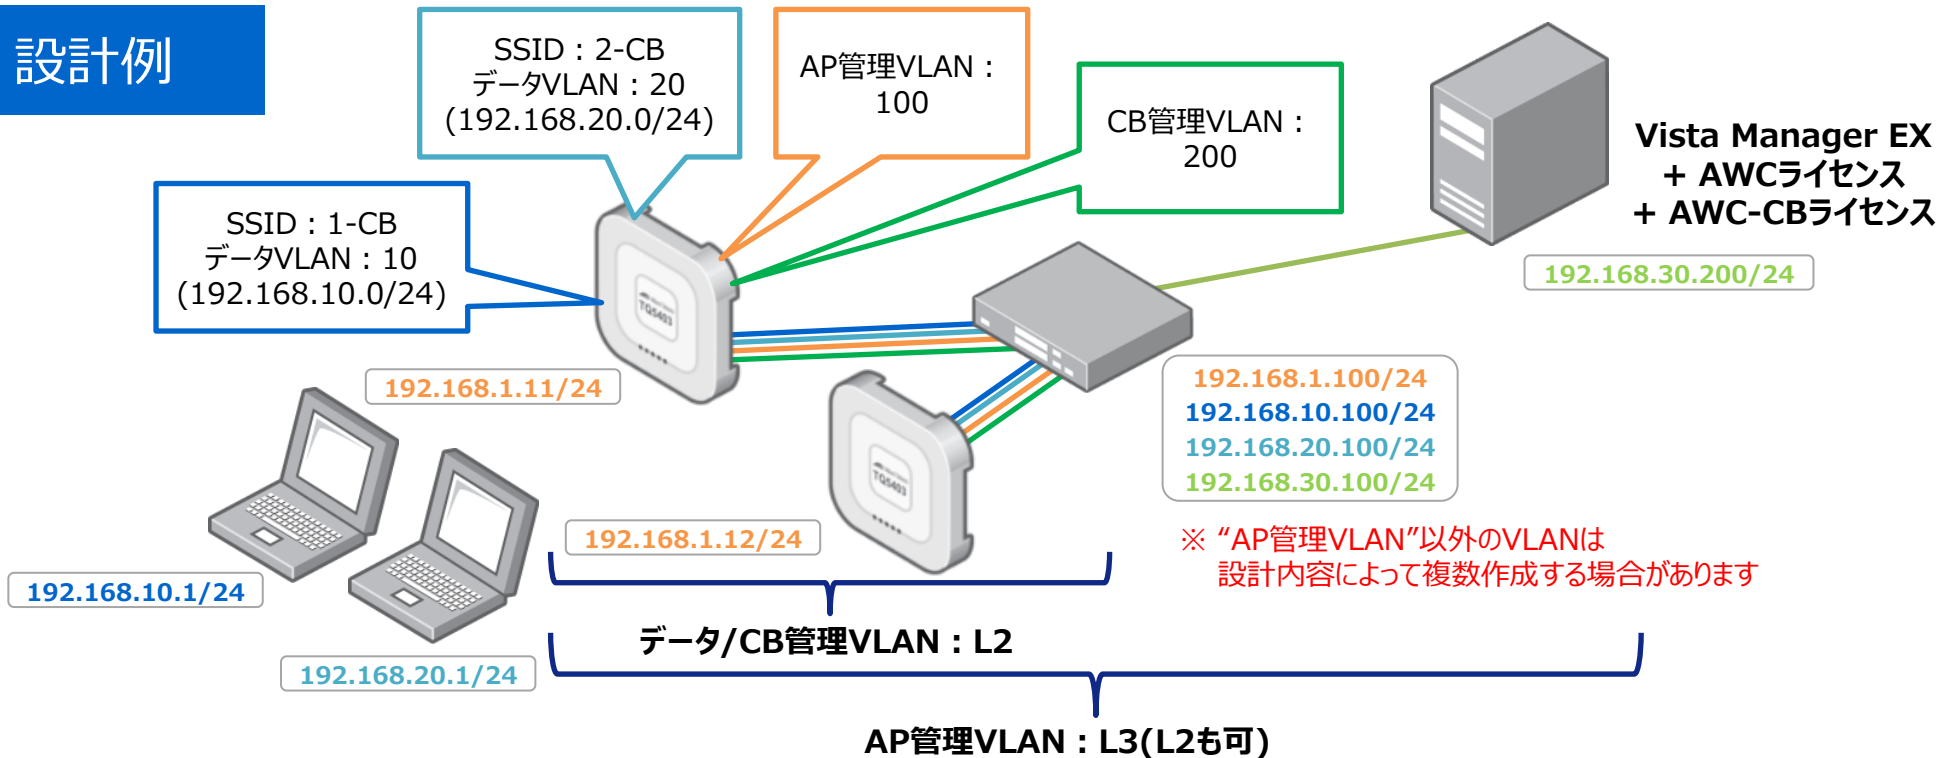 設計例
SSID：2-CB
データVLAN：20
(192.168.20.0/24)
AP管理VLAN：
100
CB管理VLAN：
200
Vista Manager EX
+ AWCライセンス
+ AWC-CBライセンス
192.168.30.200/24
SSID：1-CB
データVLAN：10
(192.168.10.0/24)
TQ5403
192.168.1.11/24
192.168.1.100/24
192.168.10.100/24
192.168.20.100/24
192.168.30.100/24
TQ5403
192.168.1.12/24
※ “AP管理VLAN”以外のVLANは
設計内容によって複数作成する場合があります
192.168.10.1/24
192.168.20.1/24
データ/CB管理VLAN：L2
AP管理VLAN：L3(L2も可)